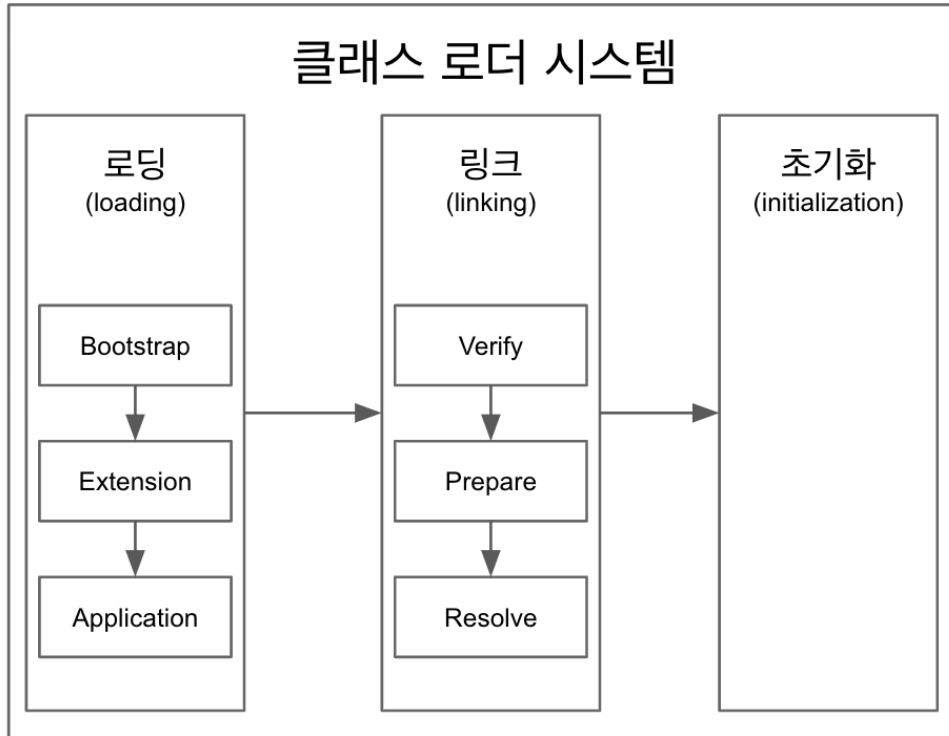 클래스 로더 시스템
로딩
(loading)
Bootstrap
Extension
Application
링크
(linking)
Verify
Prepare
Resolve
초기화
(initialization)